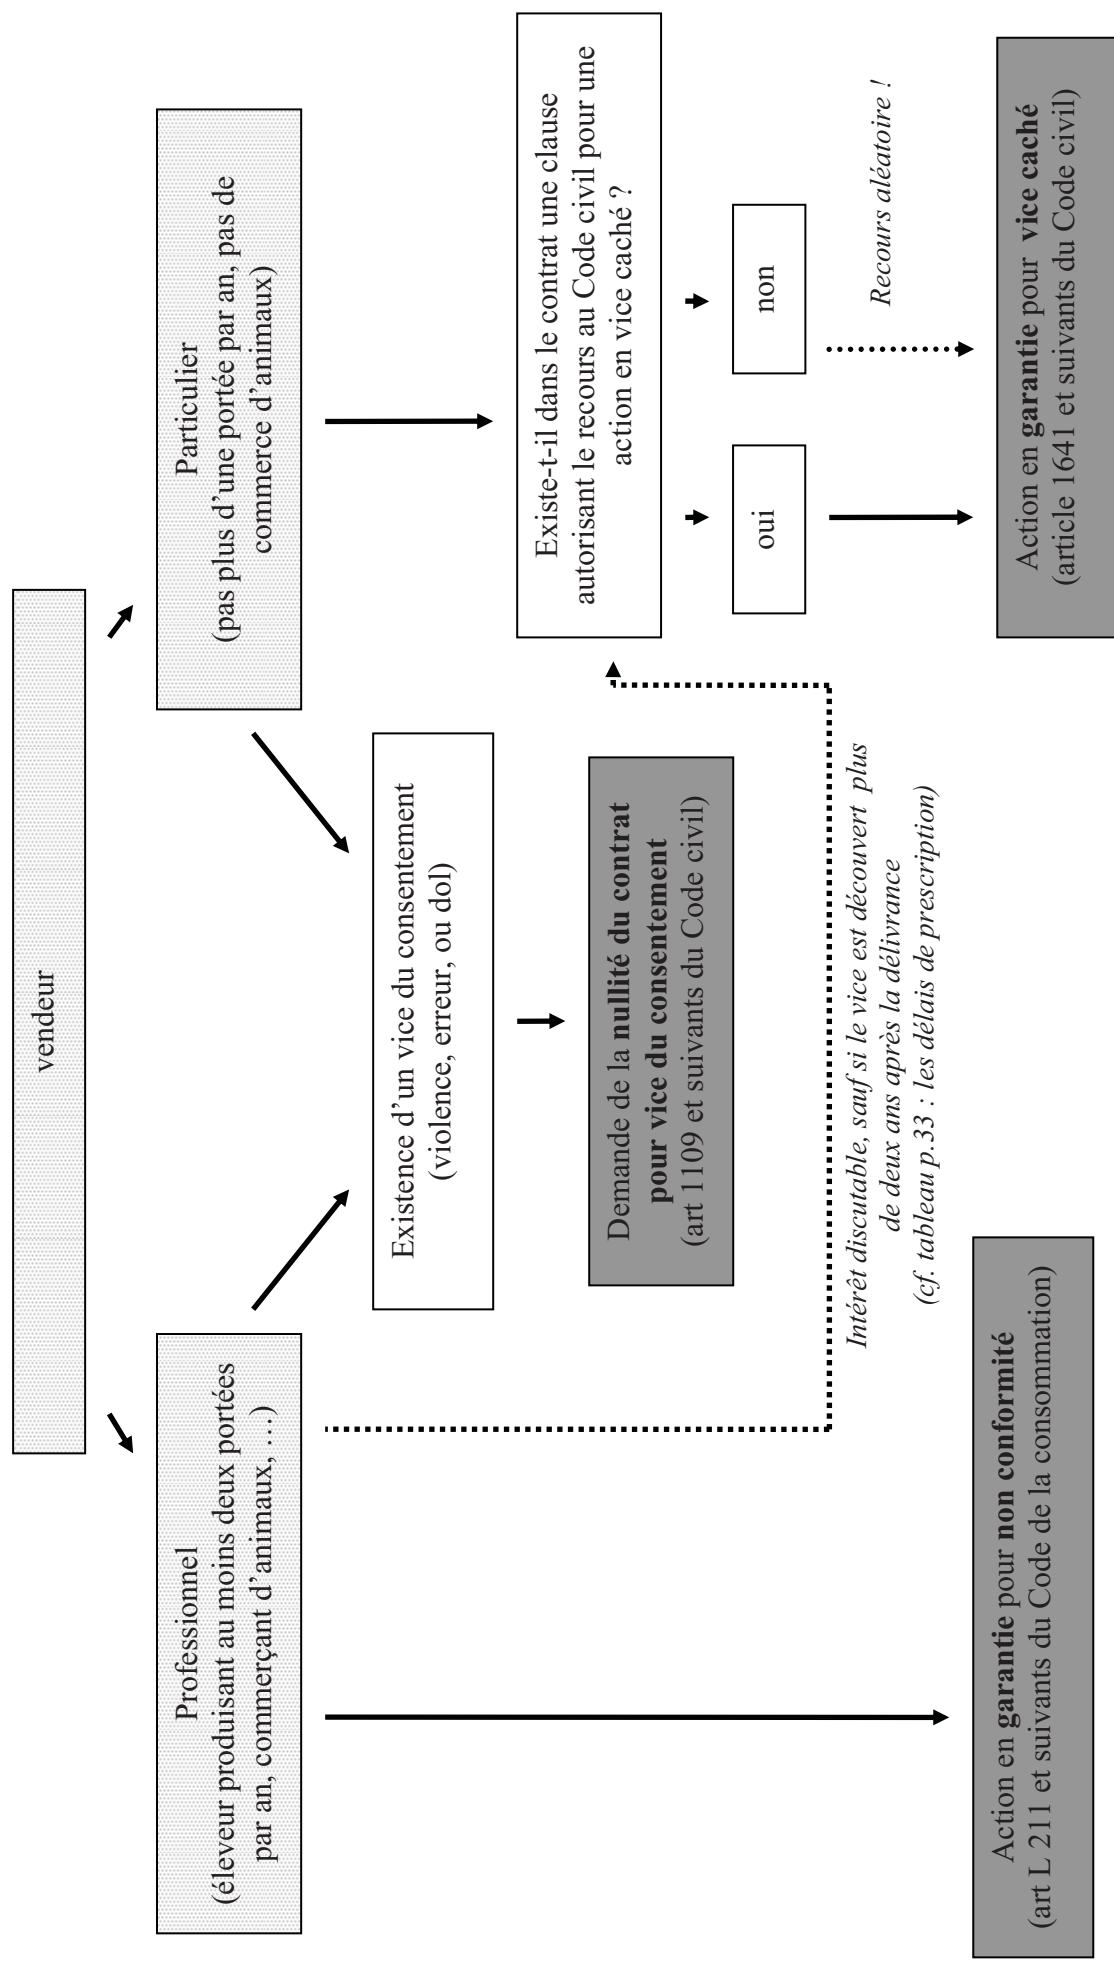 vendeur
Professionnel
(éleveur produisant au moins deux portées
par an, commerçant d'animaux, …)
Particulier
(pas plus d'une portée par an, pas de
commerce d'animaux)
Existence d'un vice du consentement
(violence, erreur, ou dol)
Existe-t-il dans le contrat une clause
autorisant le recours au Code civil pour une
action en vice caché ?
Demande de la nullité du contrat
pour vice du consentement
(art 1109 et suivants du Code civil)
oui
non
Intérêt discutable, sauf si le vice est découvert plus
de deux ans après la délivrance
(cf. tableau p.33 : les délais de prescription)
Recours aléatoire !
Action en garantie pour non conformité
(art L 211 et suivants du Code de la consommation)
Action en garantie pour vice caché
(article 1641 et suivants du Code civil)